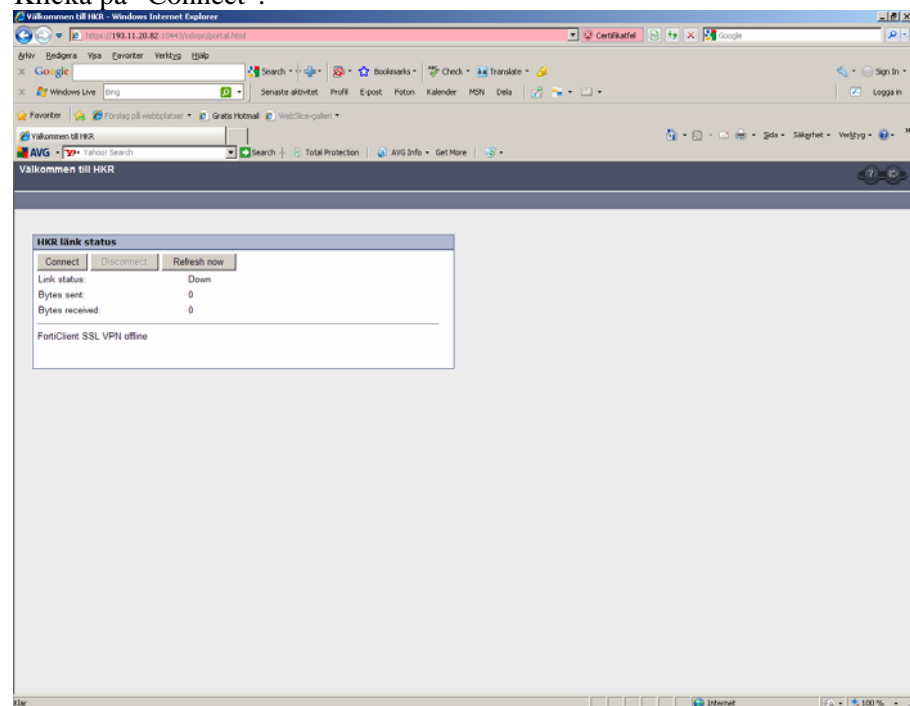 Klicka på "Connect".
Välkommen till HKR - Windows Internet Explorer
https://193.11.20.82:10443/sslvpn/portal.html Certifikatfel Google
Arkiv Redigera Visa Favoriter Verktyg Hjälp
Google Search Bookmarks Check Translate Sign In
Windows Live Bing Senaste aktivitet Profil E-post Foton Kalender MSN Dela Logga in
Favoriter Förslag på webbplatser Gratis Hotmail WebSlice-galleri
Välkommen till HKR Sida Säkerhet Verktyg
AVG Yahoo! Search Search Total Protection AVG Info Get More
Välkommen till HKR
HKR länk status
Connect Disconnect Refresh now
Link status: Down
Bytes sent: 0
Bytes received: 0
FortiClient SSL VPN offline
Klar Internet 100 %